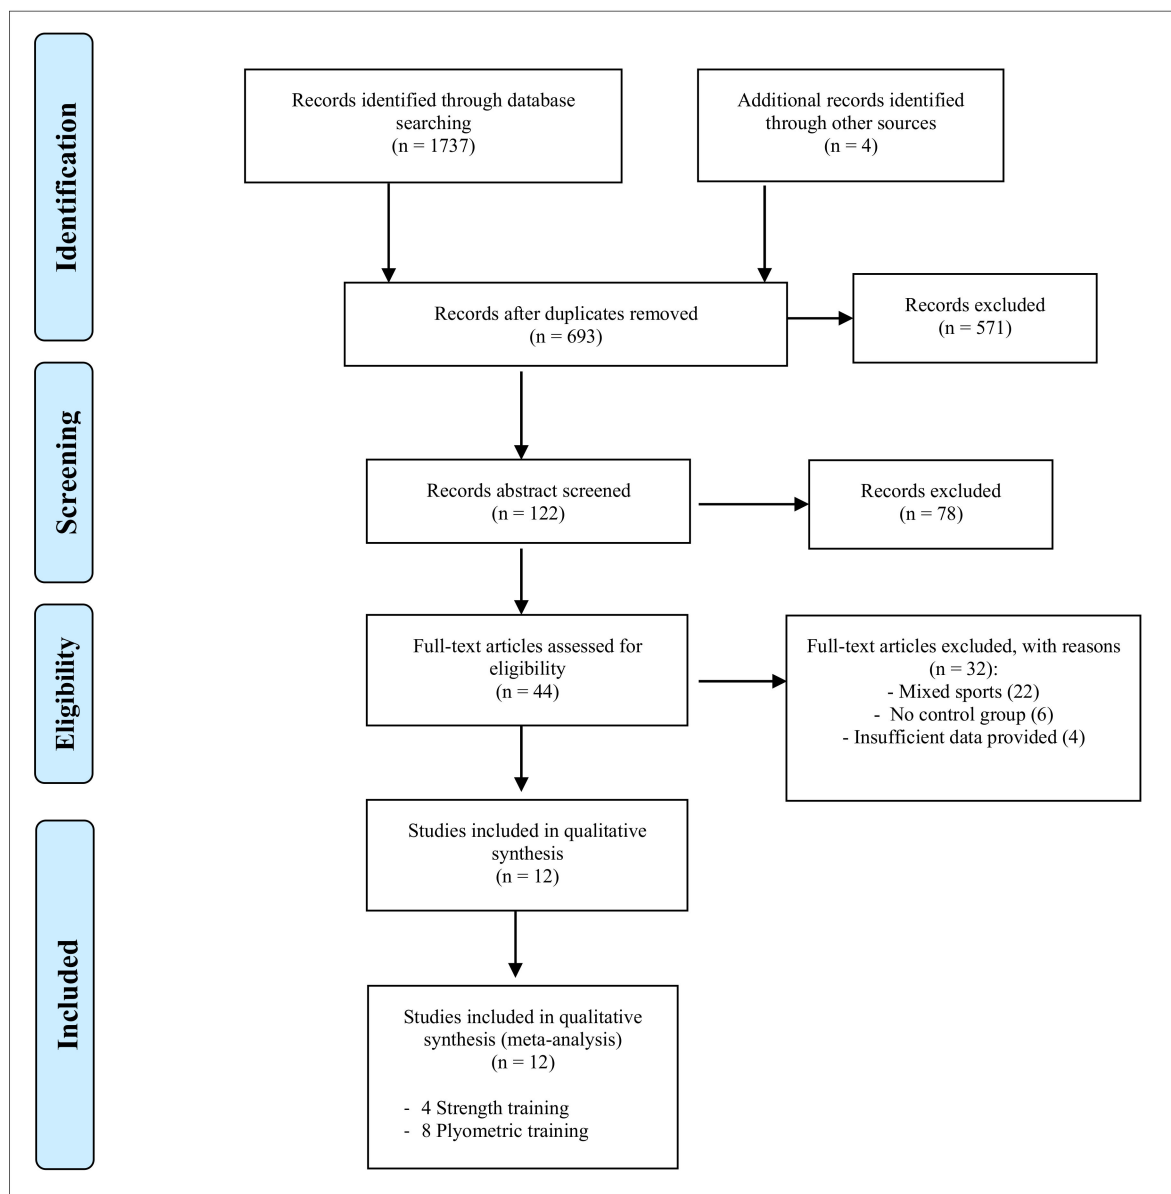 Identification
Records identified through database
searching
(n = 1737)
Additional records identified
through other sources
(n = 4)
Records after duplicates removed
(n = 693)
Records excluded
(n = 571)
Screening
Records abstract screened
(n = 122)
Records excluded
(n = 78)
Eligibility
Full-text articles assessed for
eligibility
(n = 44)
Full-text articles excluded, with reasons
(n = 32):
- Mixed sports (22)
- No control group (6)
- Insufficient data provided (4)
Included
Studies included in qualitative
synthesis
(n = 12)
Studies included in qualitative
synthesis (meta-analysis)
(n = 12)
- 4 Strength training
- 8 Plyometric training